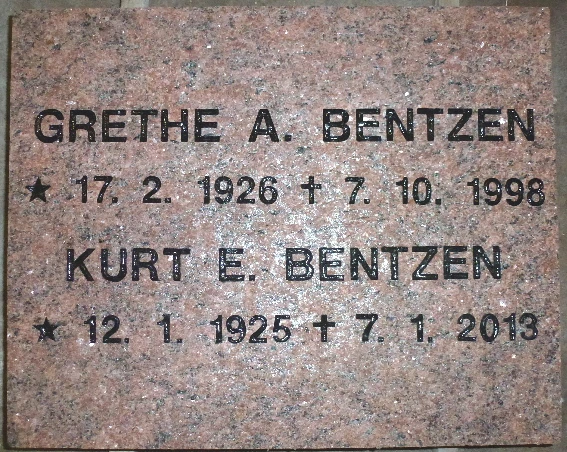 GRETHE A. BENTZEN
★ 17. 2. 1926 † 7. 10. 1998
KURT E. BENTZEN
★ 12. 1. 1925 † 7. 1. 2013